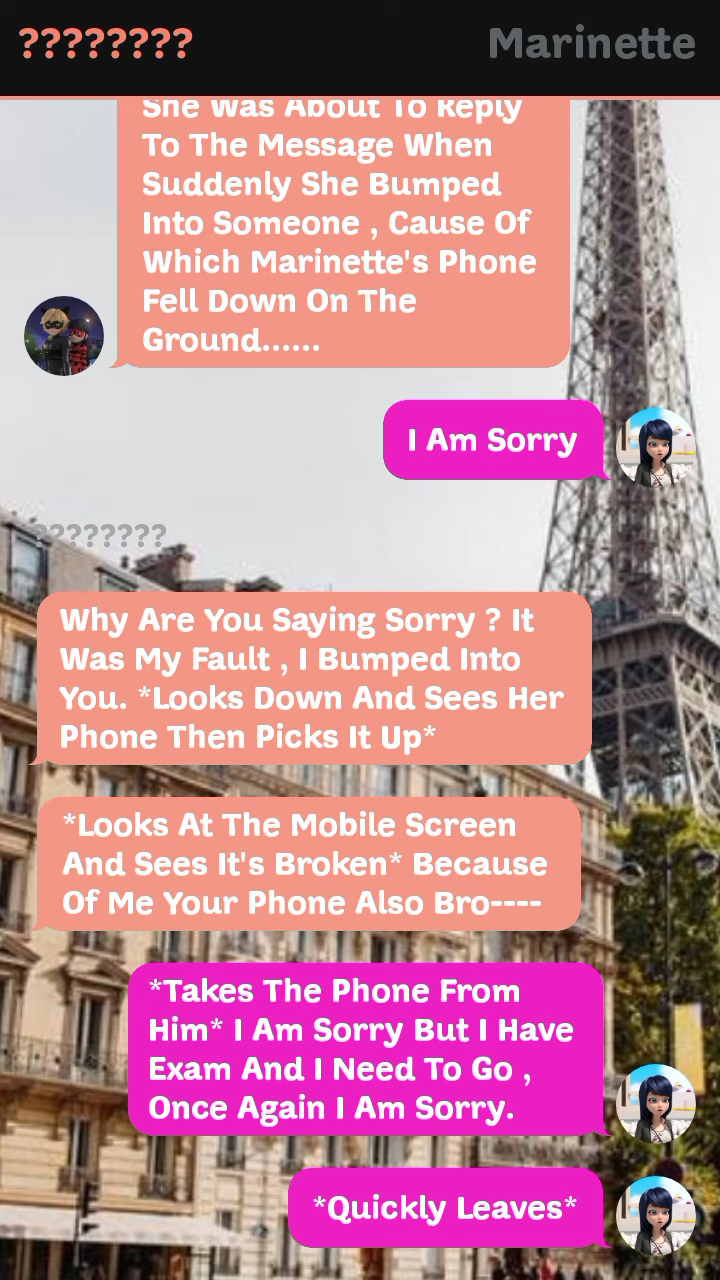 ???????? Marinette
She Was About To Reply
To The Message When
Suddenly She Bumped
Into Someone , Cause Of
Which Marinette's Phone
Fell Down On The
Ground......
I Am Sorry
????????
Why Are You Saying Sorry ? It
Was My Fault , I Bumped Into
You. *Looks Down And Sees Her
Phone Then Picks It Up*
*Looks At The Mobile Screen
And Sees It's Broken* Because
Of Me Your Phone Also Bro----
*Takes The Phone From
Him* I Am Sorry But I Have
Exam And I Need To Go ,
Once Again I Am Sorry.
*Quickly Leaves*